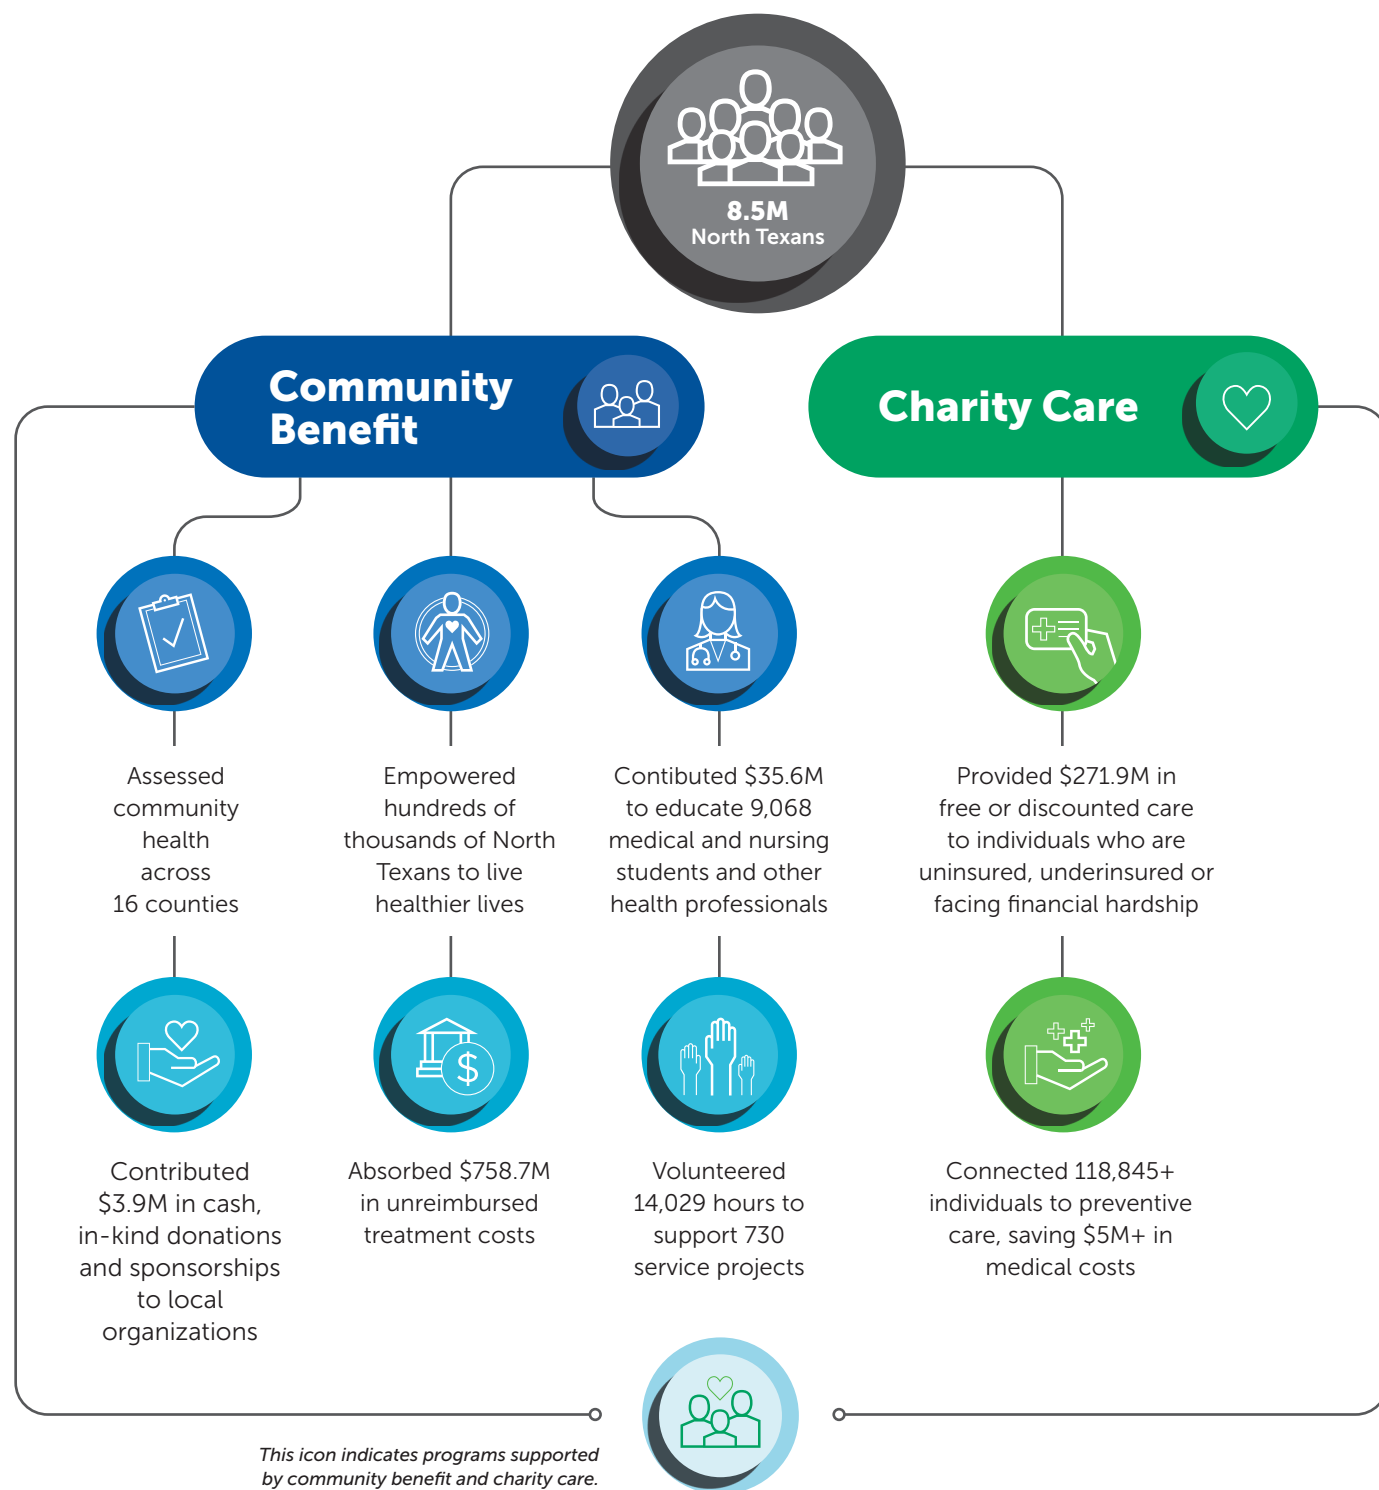 8.5M
North Texans
Community
Benefit
Charity Care
Assessed
community
health
across
16 counties
Empowered
hundreds of
thousands of North
Texans to live
healthier lives
Contibuted $35.6M
to educate 9,068
medical and nursing
students and other
health professionals
Provided $271.9M in
free or discounted care
to individuals who are
uninsured, underinsured or
facing financial hardship
Contributed
$3.9M in cash,
in-kind donations
and sponsorships
to local
organizations
Absorbed $758.7M
in unreimbursed
treatment costs
Volunteered
14,029 hours to
support 730
service projects
Connected 118,845+
individuals to preventive
care, saving $5M+ in
medical costs
This icon indicates programs supported
by community benefit and charity care.